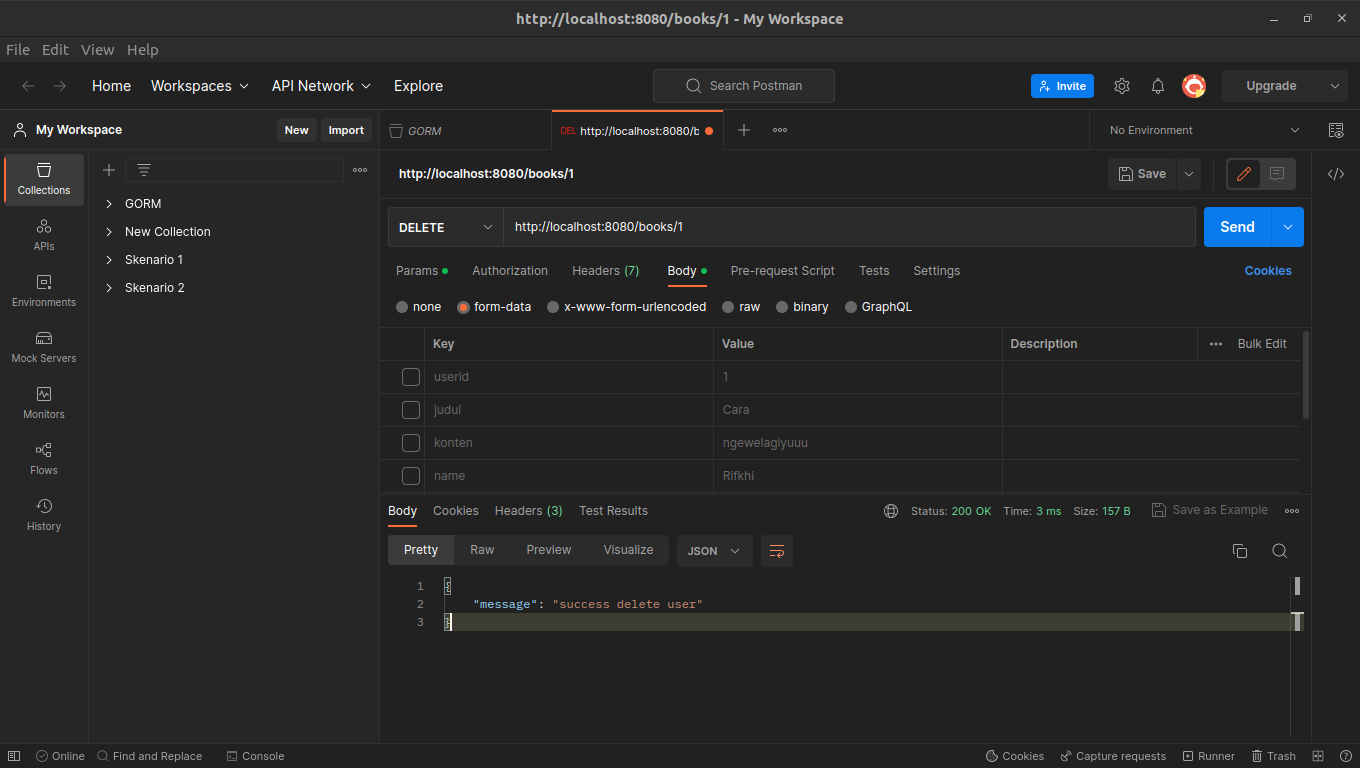 http://localhost:8080/books/1 - My Workspace
File Edit View Help
Home Workspaces API Network Explore Search Postman Invite Upgrade
My Workspace New Import GORM DEL http://localhost:8080/b No Environment
Collections
APIs
Environments
Mock Servers
Monitors
Flows
History
GORM
New Collection
Skenario 1
Skenario 2
http://localhost:8080/books/1 Save
DELETE http://localhost:8080/books/1 Send
Params Authorization Headers (7) Body Pre-request Script Tests Settings Cookies
none form-data x-www-form-urlencoded raw binary GraphQL
Key Value Description Bulk Edit
userid 1
judul Cara
konten ngewelagiyuuu
name Rifkhi
Body Cookies Headers (3) Test Results Status: 200 OK Time: 3 ms Size: 157 B Save as Example
Pretty Raw Preview Visualize JSON
1 {
2 "message": "success delete user"
3 }
Online Find and Replace Console Cookies Capture requests Runner Trash